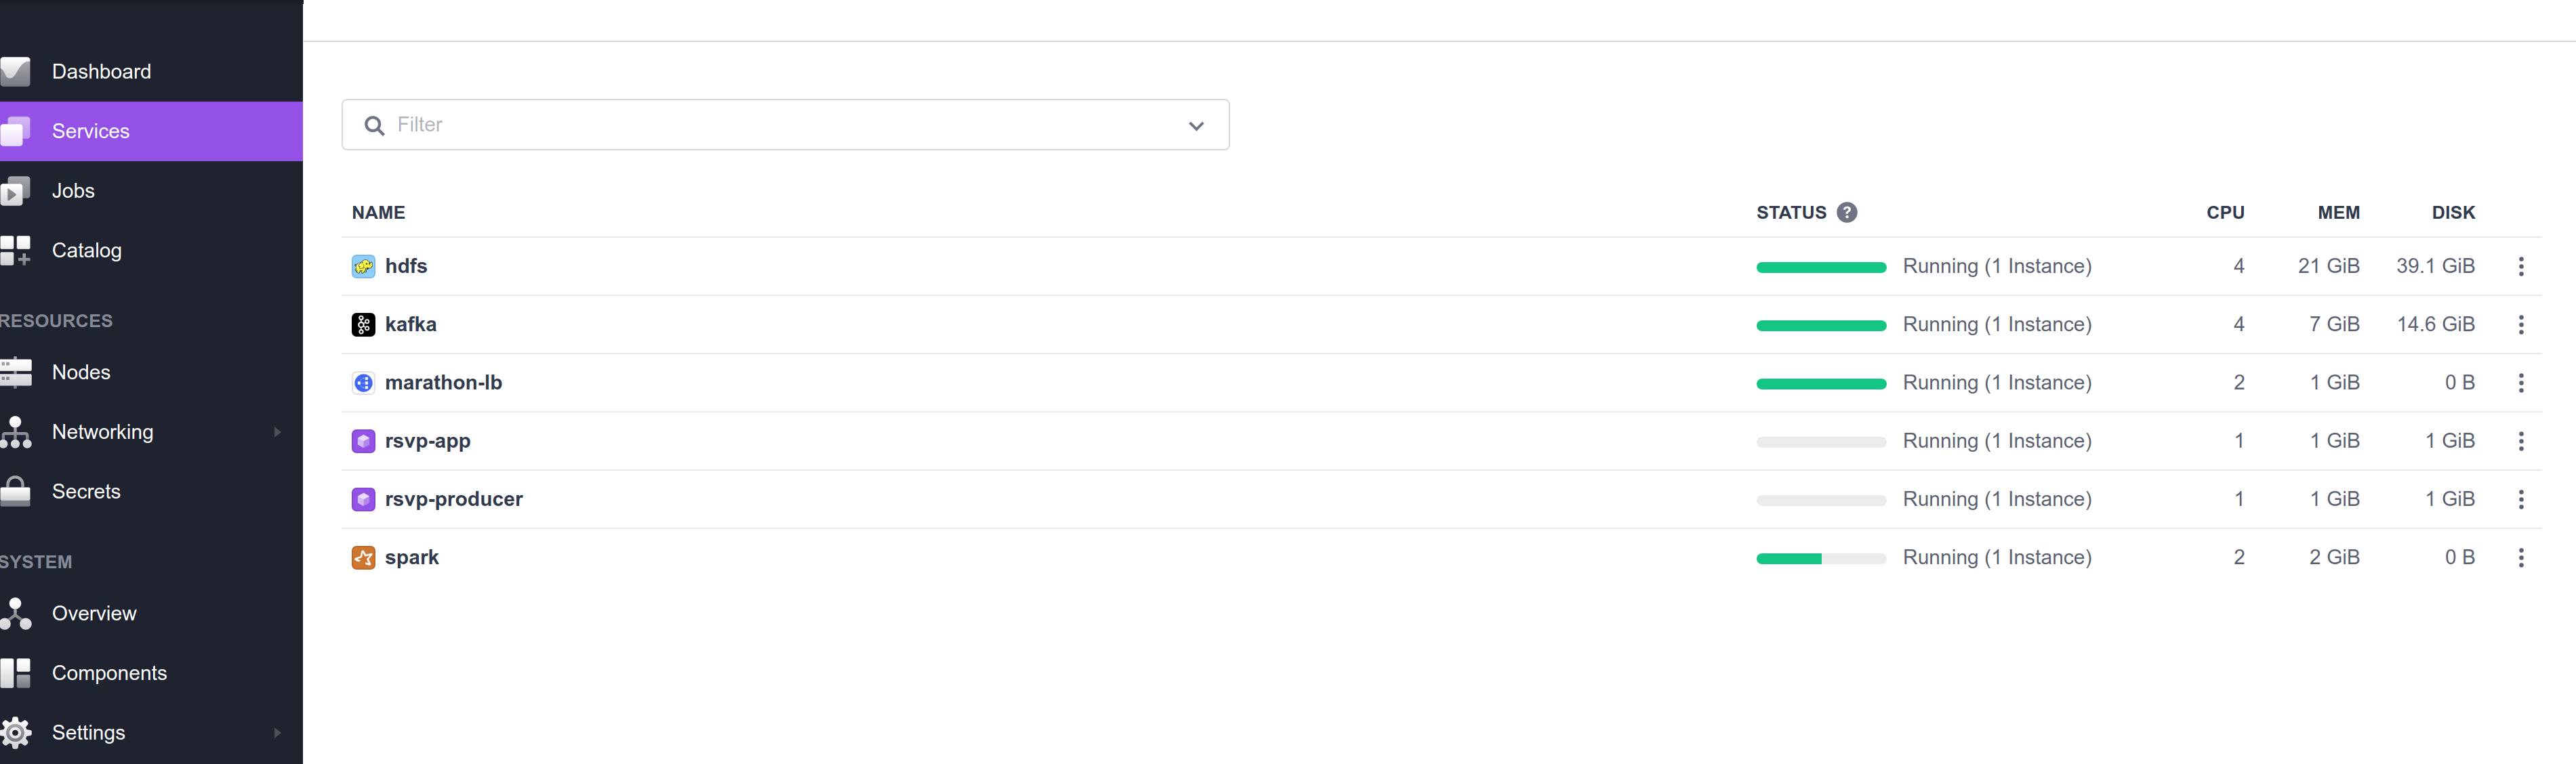 Dashboard
Services
Jobs
Catalog
RESOURCES
Nodes
Networking
Secrets
SYSTEM
Overview
Components
Settings
Filter
NAME STATUS ? CPU MEM DISK
hdfs Running (1 Instance) 4 21 GiB 39.1 GiB
kafka Running (1 Instance) 4 7 GiB 14.6 GiB
marathon-lb Running (1 Instance) 2 1 GiB 0 B
rsvp-app Running (1 Instance) 1 1 GiB 1 GiB
rsvp-producer Running (1 Instance) 1 1 GiB 1 GiB
spark Running (1 Instance) 2 2 GiB 0 B